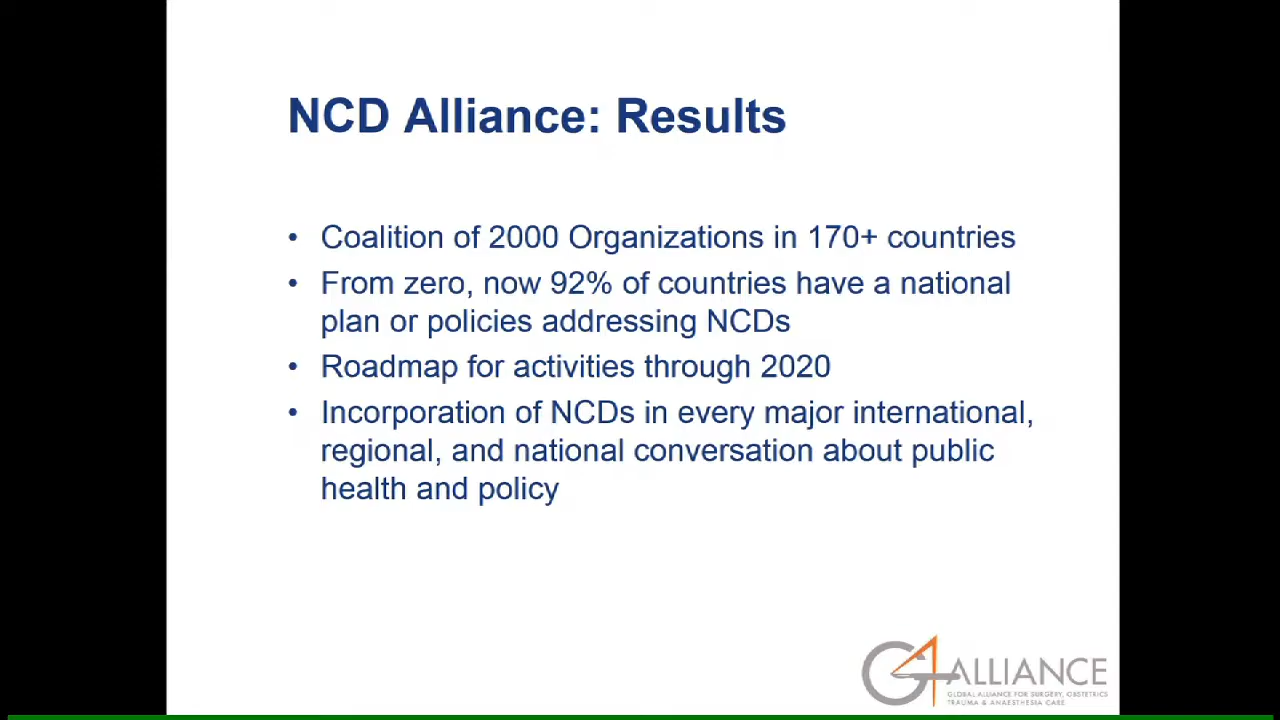 NCD Alliance: Results
• Coalition of 2000 Organizations in 170+ countries
• From zero, now 92% of countries have a national
plan or policies addressing NCDs
• Roadmap for activities through 2020
• Incorporation of NCDs in every major international,
regional, and national conversation about public
health and policy
G4 ALLIANCE
GLOBAL ALLIANCE FOR SURGERY, OBSTETRICS
TRAUMA & ANAESTHESIA CARE